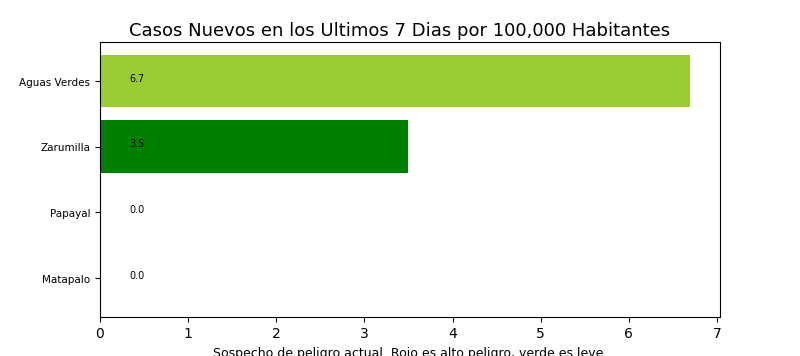 Casos Nuevos en los Ultimos 7 Dias por 100,000 Habitantes
Aguas Verdes 6.7
Zarumilla 3.5
Papayal 0.0
Matapalo 0.0
0 1 2 3 4 5 6 7
Sospecho de peligro actual. Rojo es alto peligro, verde es leve